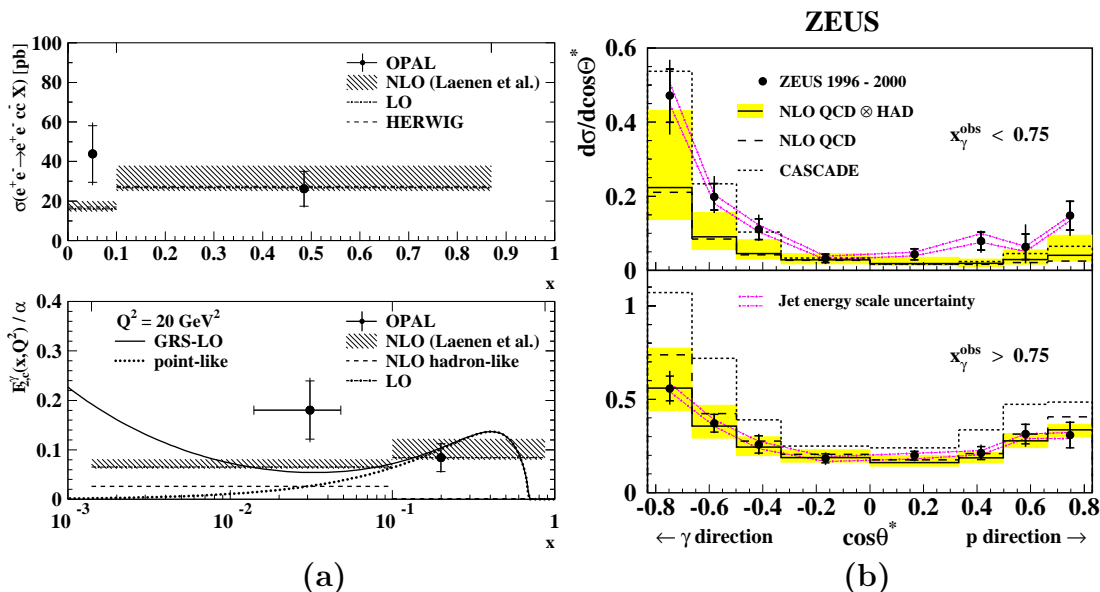 σ(e⁺e⁻→e⁺e⁻ cc̄ X) [pb]
100
80
60
40
20
0
OPAL
NLO (Laenen et al.)
LO
HERWIG
0 0.1 0.2 0.3 0.4 0.5 0.6 0.7 0.8 0.9 1
x
F₂,c^γ(x,Q²) / α
0.4
0.3
0.2
0.1
0
Q² = 20 GeV²
GRS-LO
point-like
OPAL
NLO (Laenen et al.)
NLO hadron-like
LO
10⁻³ 10⁻² 10⁻¹ 1
x
(a)
ZEUS
dσ/dcosΘ*
0.6
0.4
0.2
0
ZEUS 1996 - 2000
NLO QCD ⊗ HAD
NLO QCD
CASCADE
x_γ^obs < 0.75
1
0.5
0
Jet energy scale uncertainty
x_γ^obs > 0.75
-0.8 -0.6 -0.4 -0.2 0 0.2 0.4 0.6 0.8
← γ direction cosθ* p direction →
(b)